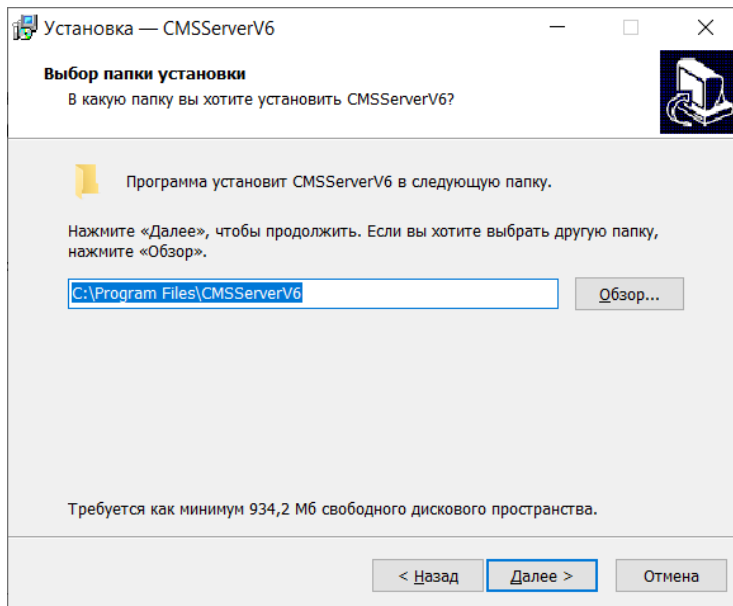 Установка — CMSServerV6
Выбор папки установки
В какую папку вы хотите установить CMSServerV6?
Программа установит CMSServerV6 в следующую папку.
Нажмите «Далее», чтобы продолжить. Если вы хотите выбрать другую папку,
нажмите «Обзор».
C:\Program Files\CMSServerV6
Обзор...
Требуется как минимум 934,2 Мб свободного дискового пространства.
< Назад
Далее >
Отмена